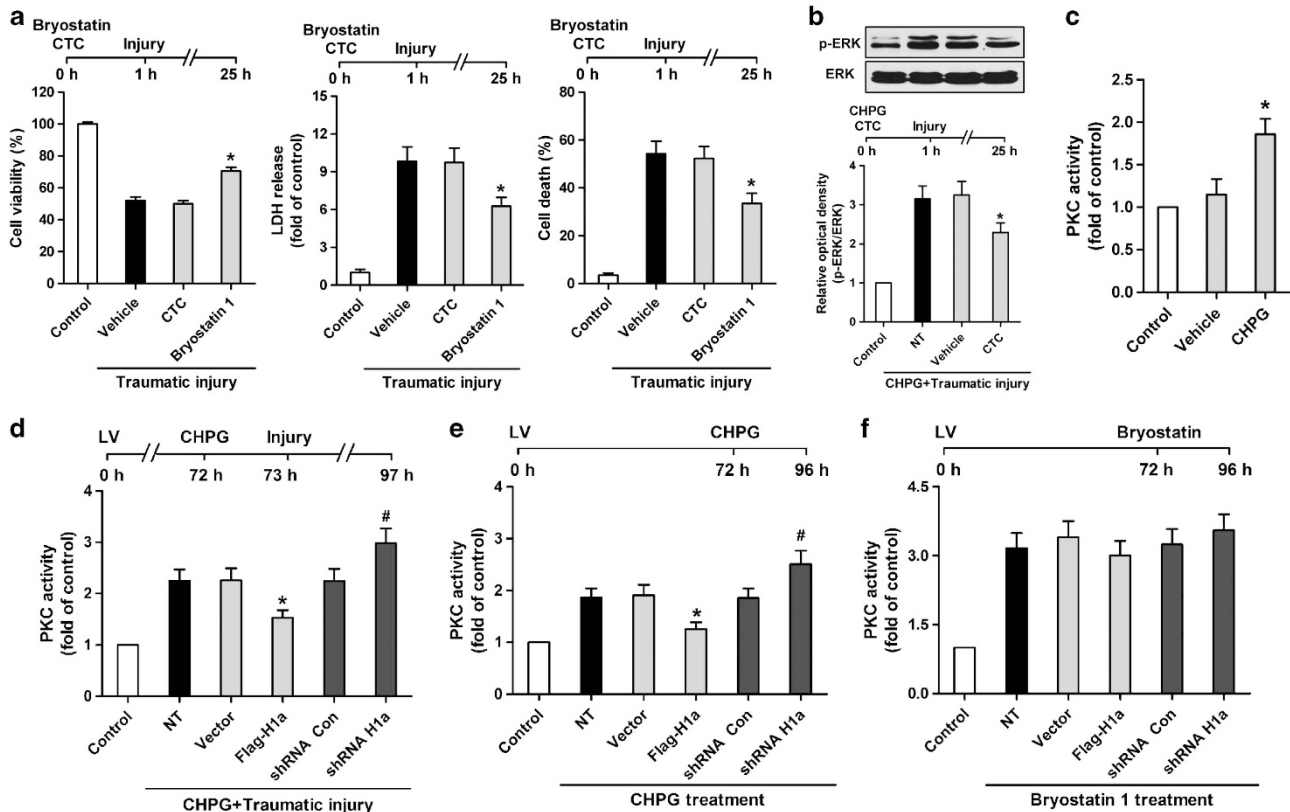 a
Bryostatin
CTC Injury
0 h 1 h 25 h
Cell viability (%)
120
100
80
60
40
20
0
Control
Vehicle
CTC
Bryostatin 1
*
Traumatic injury
Bryostatin
CTC Injury
0 h 1 h 25 h
LDH release
(fold of control)
15
12
9
6
3
0
Control
Vehicle
CTC
Bryostatin 1
*
Traumatic injury
Bryostatin
CTC Injury
0 h 1 h 25 h
Cell death (%)
80
60
40
20
0
Control
Vehicle
CTC
Bryostatin 1
*
Traumatic injury
b
p-ERK
ERK
CHPG
CTC Injury
0 h 1 h 25 h
Relative optical density
(p-ERK/ERK)
4
3
2
1
0
Control
NT
Vehicle
CTC
*
CHPG+Traumatic injury
c
PKC activity
(fold of control)
2.5
2.0
1.5
1.0
0.5
0.0
Control
Vehicle
CHPG
*
d
LV CHPG Injury
0 h 72 h 73 h 97 h
PKC activity
(fold of control)
4
3
2
1
0
Control
NT
Vector
Flag-H1a
shRNA Con
shRNA H1a
*
#
CHPG+Traumatic injury
e
LV CHPG
0 h 72 h 96 h
PKC activity
(fold of control)
4
3
2
1
0
Control
NT
Vector
Flag-H1a
shRNA Con
shRNA H1a
*
#
CHPG treatment
f
LV Bryostatin
0 h 72 h 96 h
PKC activity
(fold of control)
4.5
3.0
1.5
0.0
Control
NT
Vector
Flag-H1a
shRNA Con
shRNA H1a
Bryostatin 1 treatment